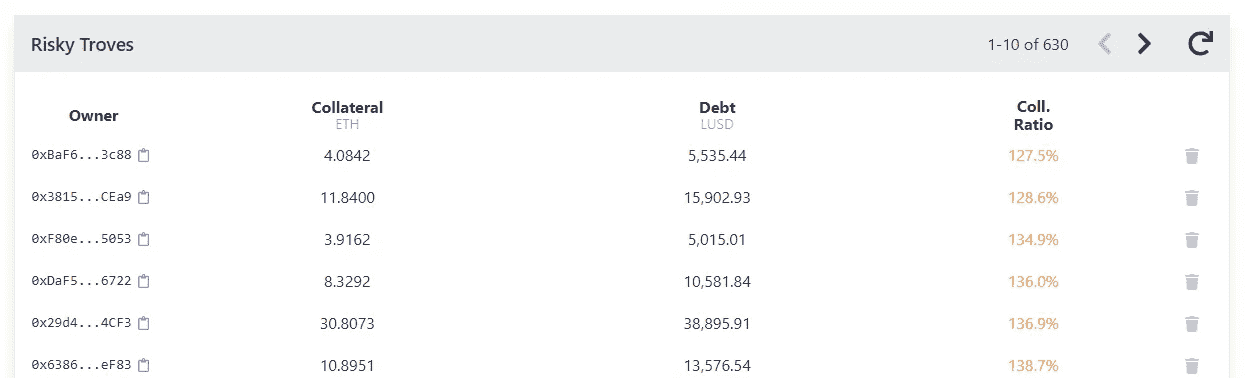 Risky Troves 1-10 of 630
Owner Collateral ETH Debt LUSD Coll. Ratio
0xBaF6...3c88 4.0842 5,535.44 127.5%
0x3815...CEa9 11.8400 15,902.93 128.6%
0xF80e...5053 3.9162 5,015.01 134.9%
0xDaF5...6722 8.3292 10,581.84 136.0%
0x29d4...4CF3 30.8073 38,895.91 136.9%
0x6386...eF83 10.8951 13,576.54 138.7%